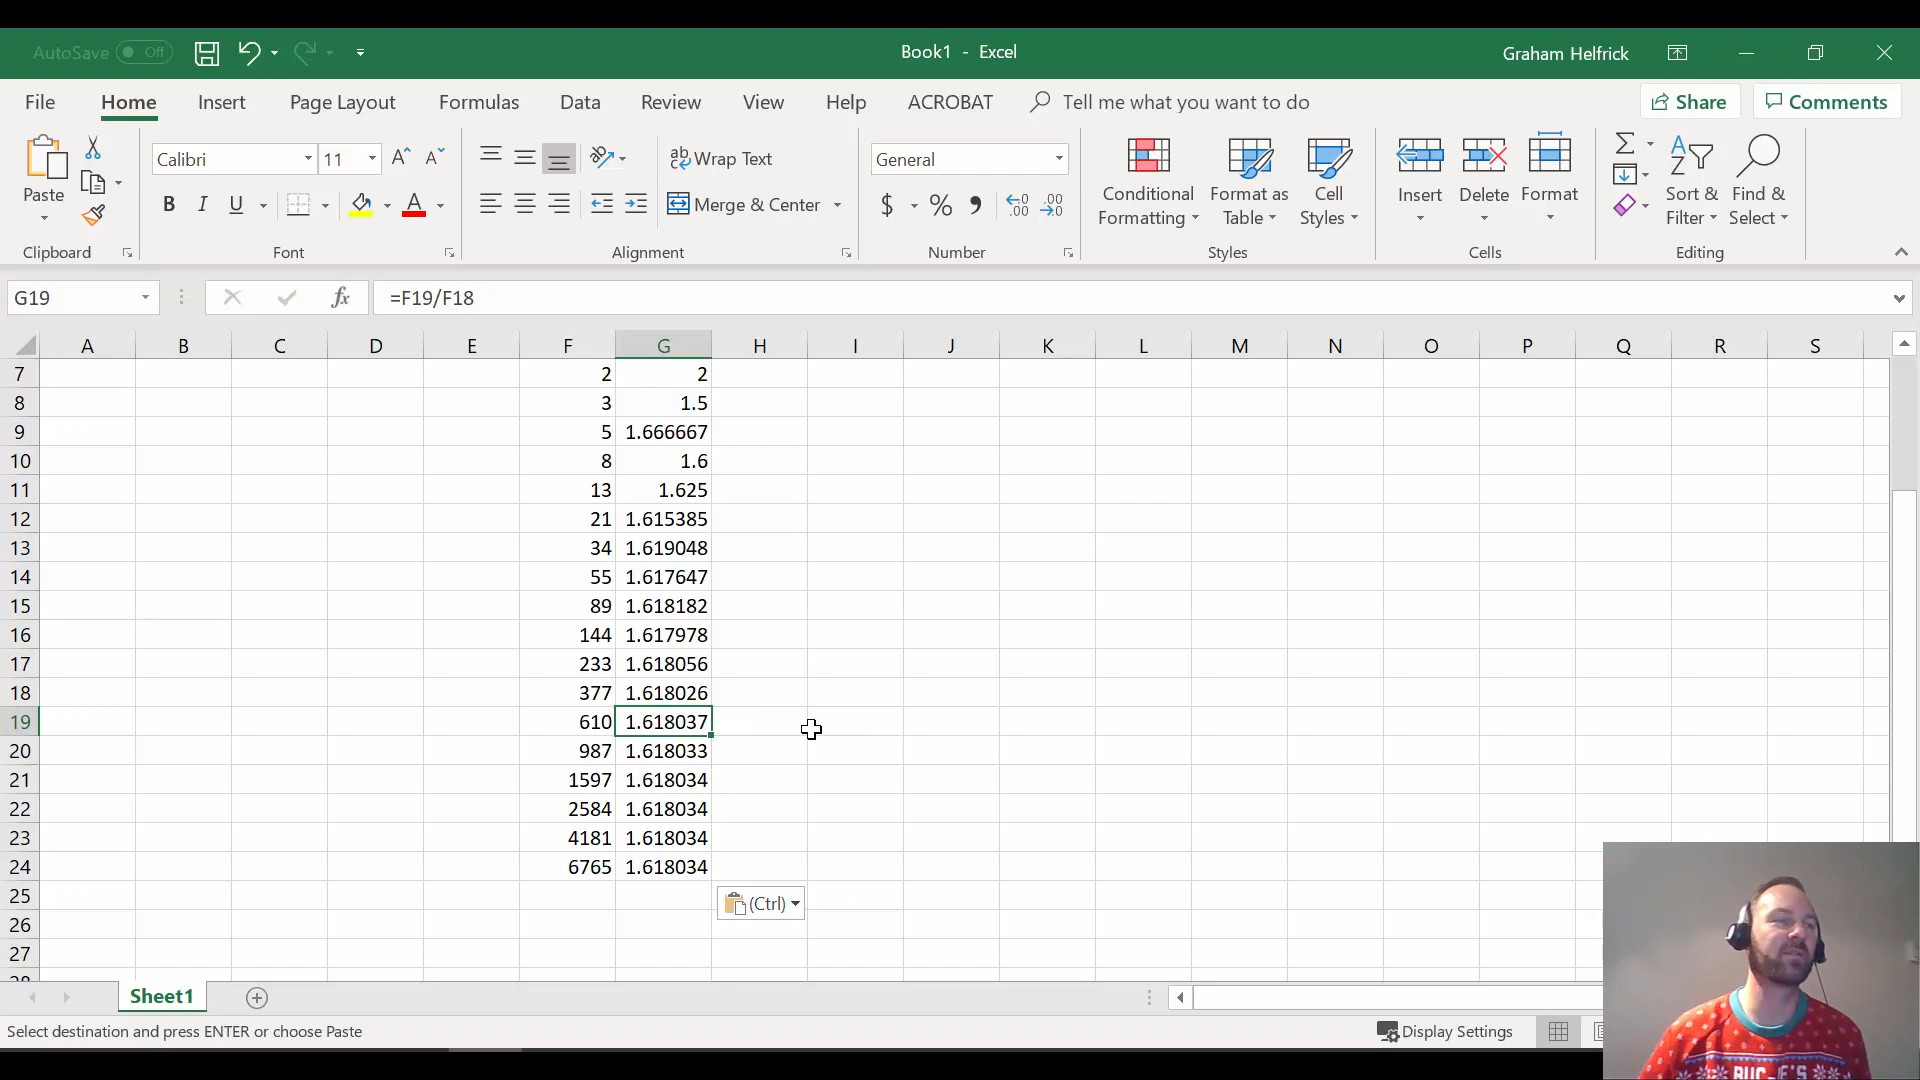 AutoSave Off
Book1 - Excel
Graham Helfrick
File Home Insert Page Layout Formulas Data Review View Help ACROBAT Tell me what you want to do Share Comments
Paste
Clipboard
Calibri 11
B I U A
Font
ab Wrap Text
Merge & Center
Alignment
General
$ % , .00 .00
Number
Conditional Formatting
Format as Table
Cell Styles
Styles
Insert Delete Format
Cells
Sort & Filter
Find & Select
Editing
G19 fx =F19/F18
A B C D E F G H I J K L M N O P Q R S
7 2 2
8 3 1.5
9 5 1.666667
10 8 1.6
11 13 1.625
12 21 1.615385
13 34 1.619048
14 55 1.617647
15 89 1.618182
16 144 1.617978
17 233 1.618056
18 377 1.618026
19 610 1.618037
20 987 1.618033
21 1597 1.618034
22 2584 1.618034
23 4181 1.618034
24 6765 1.618034
25
(Ctrl)
26
27
Sheet1
Select destination and press ENTER or choose Paste
Display Settings